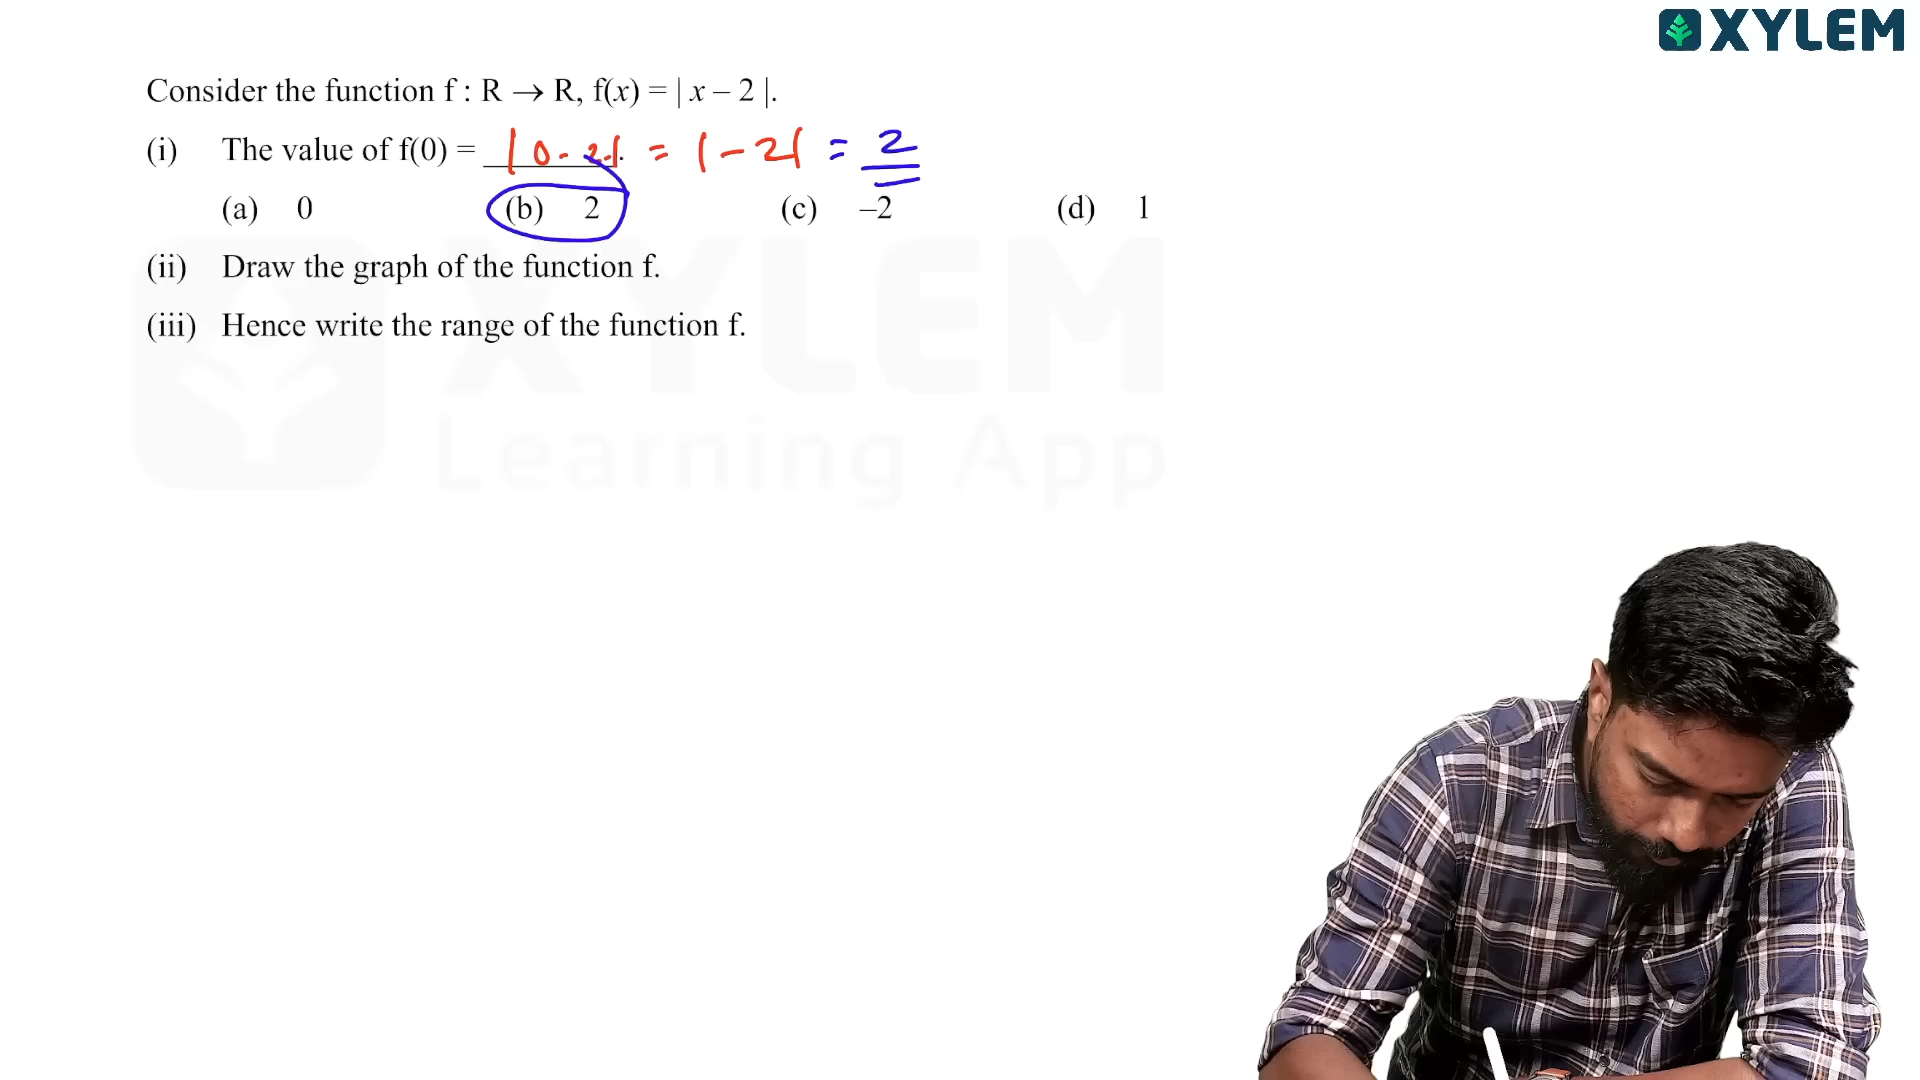 XYLEM
Consider the function f : R → R, f(x) = | x – 2 |.
(i) The value of f(0) = |0-2| = |-2| = 2
(a) 0 (b) 2 (c) –2 (d) 1
(ii) Draw the graph of the function f.
(iii) Hence write the range of the function f.
XYLEM
Learning App